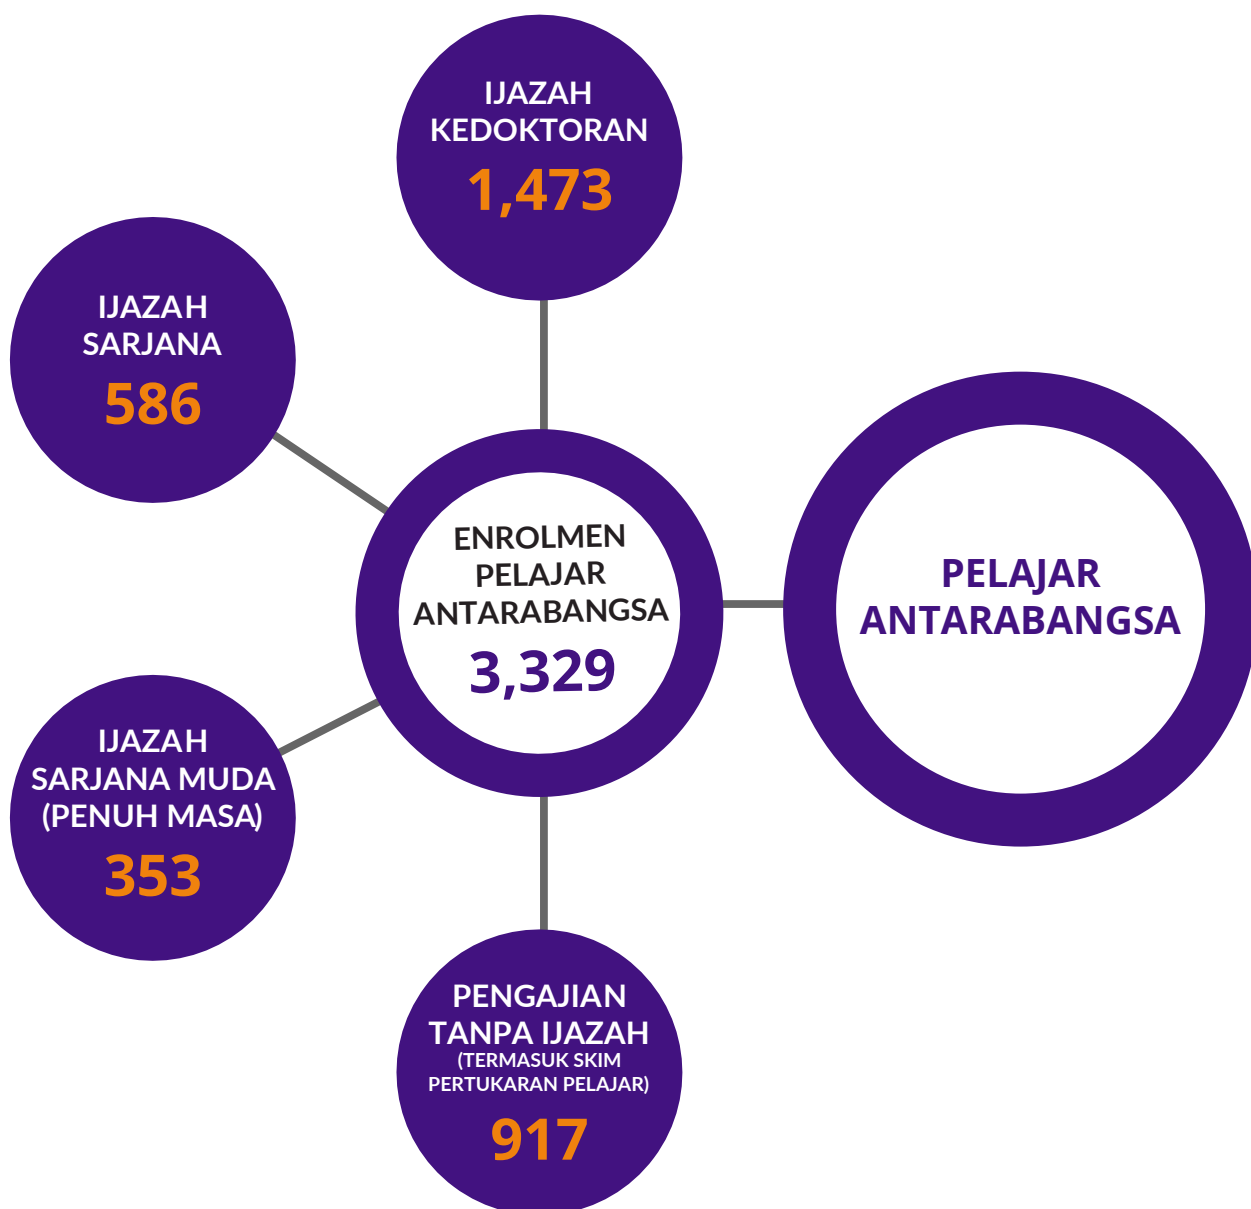 IJAZAH
KEDOKTORAN
1,473
IJAZAH
SARJANA
586
ENROLMEN
PELAJAR
ANTARABANGSA
3,329
PELAJAR
ANTARABANGSA
IJAZAH
SARJANA MUDA
(PENUH MASA)
353
PENGAJIAN
TANPA IJAZAH
(TERMASUK SKIM
PERTUKARAN PELAJAR)
917